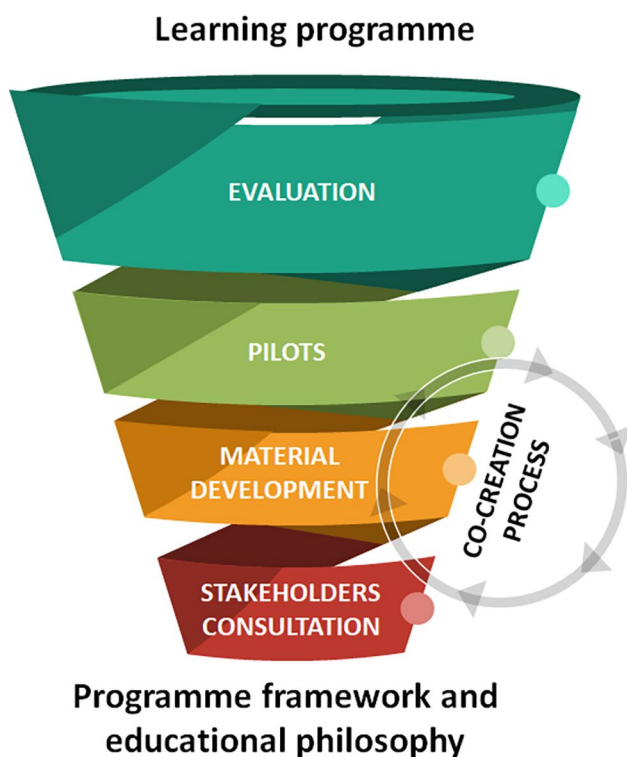 Learning programme
EVALUATION
PILOTS
MATERIAL
DEVELOPMENT
CO-CREATION
PROCESS
STAKEHOLDERS
CONSULTATION
Programme framework and
educational philosophy